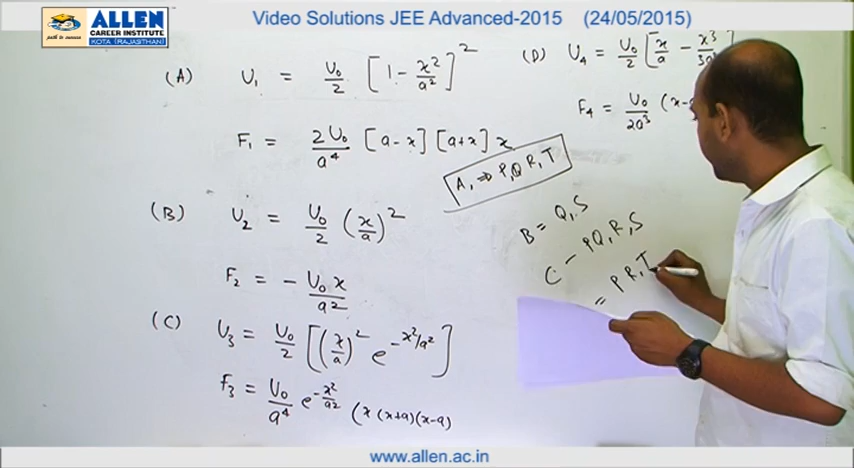 ALLEN
CAREER INSTITUTE
KOTA (RAJASTHAN)
path to success
Video Solutions JEE Advanced-2015 (24/05/2015)
(A) U₁ = U₀/2 [1 - x²/a²]²
F₁ = 2U₀/a⁴ [a-x][a+x] x
A, ⇒ P,Q R,T
(B) U₂ = U₀/2 (x/a)²
F₂ = - U₀x/a²
(C) U₃ = U₀/2 [(x/a)² e^(-x²/a²)]
F₃ = U₀/a⁴ e^(-x²/a²) (x (x+a)(x-a)
(D) U₄ = U₀/2 [x/a - x³/3a
F₄ = U₀/2a³ (x-
B = Q,S
C - PQ,R,S
= P R,T
www.allen.ac.in